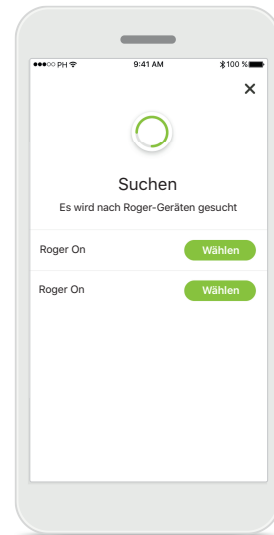 PH 9:41 AM 100 %
Suchen
Es wird nach Roger-Geräten gesucht
Roger On Wählen
Roger On Wählen